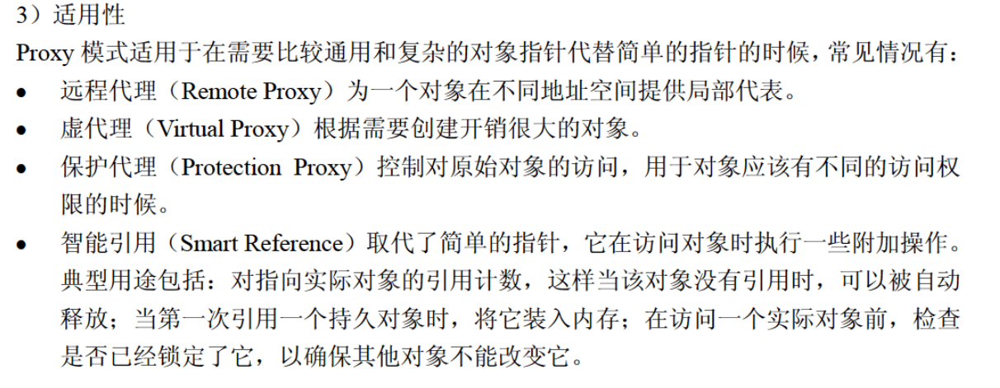 3）适用性
Proxy 模式适用于在需要比较通用和复杂的对象指针代替简单的指针的时候，常见情况有：
● 远程代理（Remote Proxy）为一个对象在不同地址空间提供局部代表。
● 虚代理（Virtual Proxy）根据需要创建开销很大的对象。
● 保护代理（Protection Proxy）控制对原始对象的访问，用于对象应该有不同的访问权
限的时候。
● 智能引用（Smart Reference）取代了简单的指针，它在访问对象时执行一些附加操作。
典型用途包括：对指向实际对象的引用计数，这样当该对象没有引用时，可以被自动
释放；当第一次引用一个持久对象时，将它装入内存；在访问一个实际对象前，检查
是否已经锁定了它，以确保其他对象不能改变它。